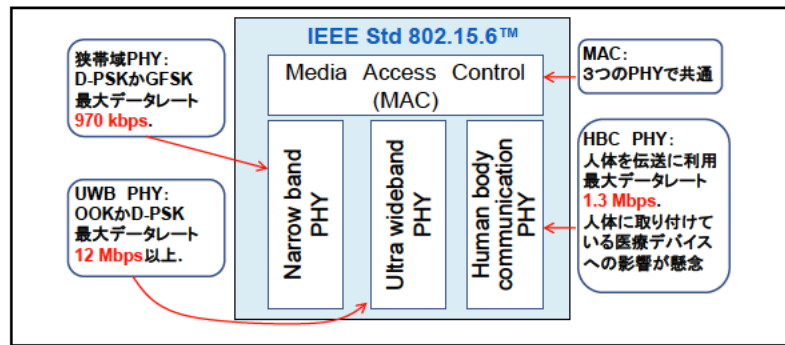 IEEE Std 802.15.6™
Media Access Control
(MAC)
Narrow band
PHY
Ultra wideband
PHY
Human body
communication
PHY
狭帯域PHY:
D-PSKかGFSK
最大データレート
970 kbps.
UWB PHY:
OOKかD-PSK
最大データレート
12 Mbps以上.
MAC:
3つのPHYで共通
HBC PHY:
人体を伝送に利用
最大データレート
1.3 Mbps.
人体に取り付けて
いる医療デバイス
への影響が懸念